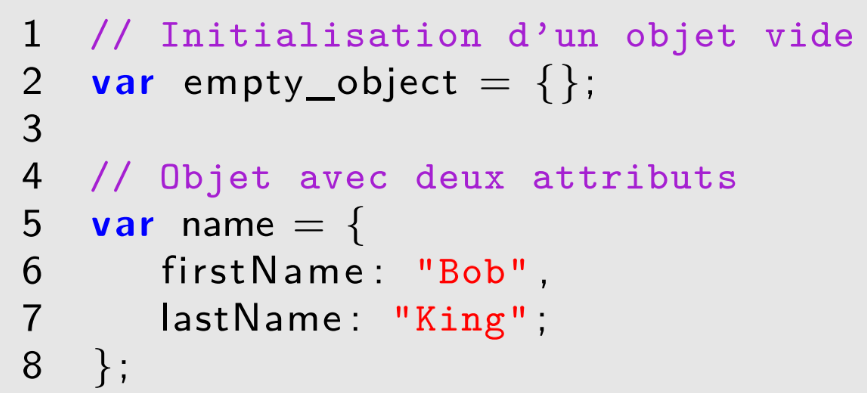 1 // Initialisation d'un objet vide
2 var empty_object = {};
3
4 // Objet avec deux attributs
5 var name = {
6 firstName: "Bob",
7 lastName: "King";
8 };